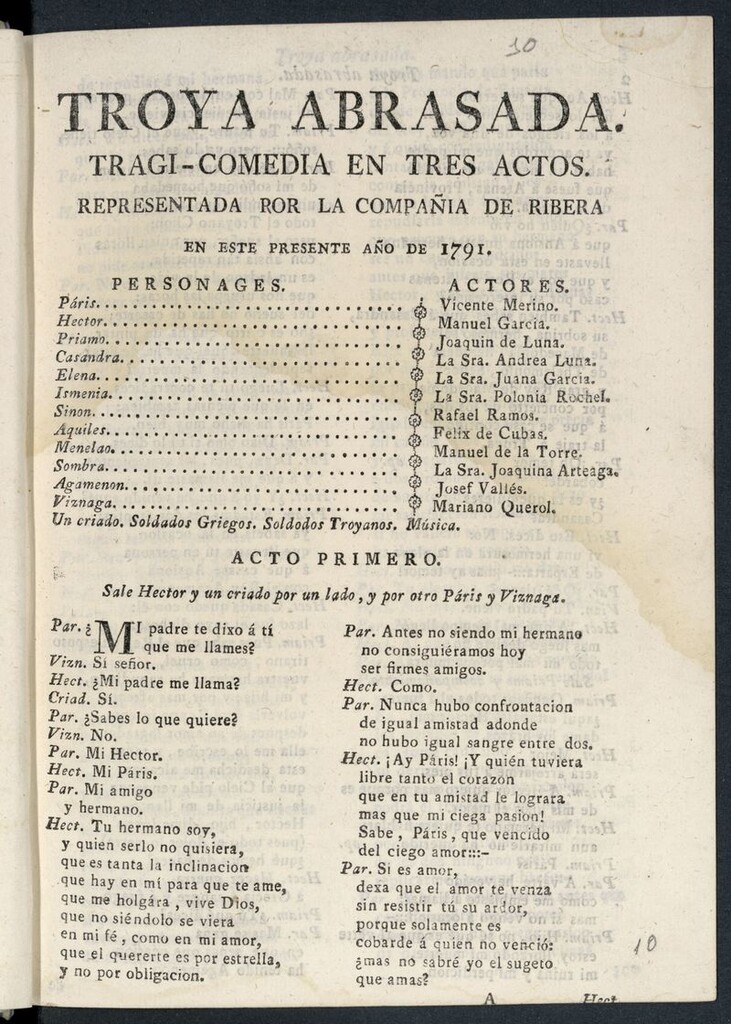 10
TROYA ABRASADA.
TRAGI-COMEDIA EN TRES ACTOS.
REPRESENTADA POR LA COMPAÑIA DE RIBERA
EN ESTE PRESENTE AÑO DE 1791.
PERSONAGES. ACTORES.
Páris. Vicente Merino.
Hector. Manuel Garcia.
Priamo. Joaquin de Luna.
Casandra. La Sra. Andrea Luna.
Elena. La Sra. Juana Garcia.
Ismenia. La Sra. Polonia Rochel.
Sinon. Rafael Ramos.
Aquiles. Felix de Cubas.
Menelao. Manuel de la Torre.
Sombra. La Sra. Joaquina Arteaga.
Agamenon. Josef Vallés.
Viznaga. Mariano Querol.
Un criado. Soldados Griegos. Soldodos Troyanos. Música.
ACTO PRIMERO.
Sale Hector y un criado por un lado, y por otro Páris y Viznaga.
Par. ¿MI padre te dixo á tí
que me llames?
Vizn. Sí señor.
Hect. ¿Mi padre me llama?
Criad. Sí.
Par. ¿Sabes lo que quiere?
Vizn. No.
Par. Mi Hector.
Hect. Mi Páris.
Par. Mi amigo
y hermano.
Hect. Tu hermano soy,
y quien serlo no quisiera,
que es tanta la inclinacion
que hay en mí para que te ame,
que me holgára, vive Dios,
que no siéndolo se viera
en mi fé, como en mi amor,
que el quererte es por estrella,
y no por obligacion.
Par. Antes no siendo mi hermano
no consiguiéramos hoy
ser firmes amigos.
Hect. Como.
Par. Nunca hubo confrontacion
de igual amistad adonde
no hubo igual sangre entre dos.
Hect. ¡Ay Páris! ¡Y quién tuviera
libre tanto el corazon
que en tu amistad le lograra
mas que mi ciega pasion!
Sabe, Páris, que vencido
del ciego amor:::-
Par. Si es amor,
dexa que el amor te venza
sin resistir tú su ardor,
porque solamente es
cobarde á quien no venció:
¿mas no sabré yo el sugeto
que amas?
10
A Hect.